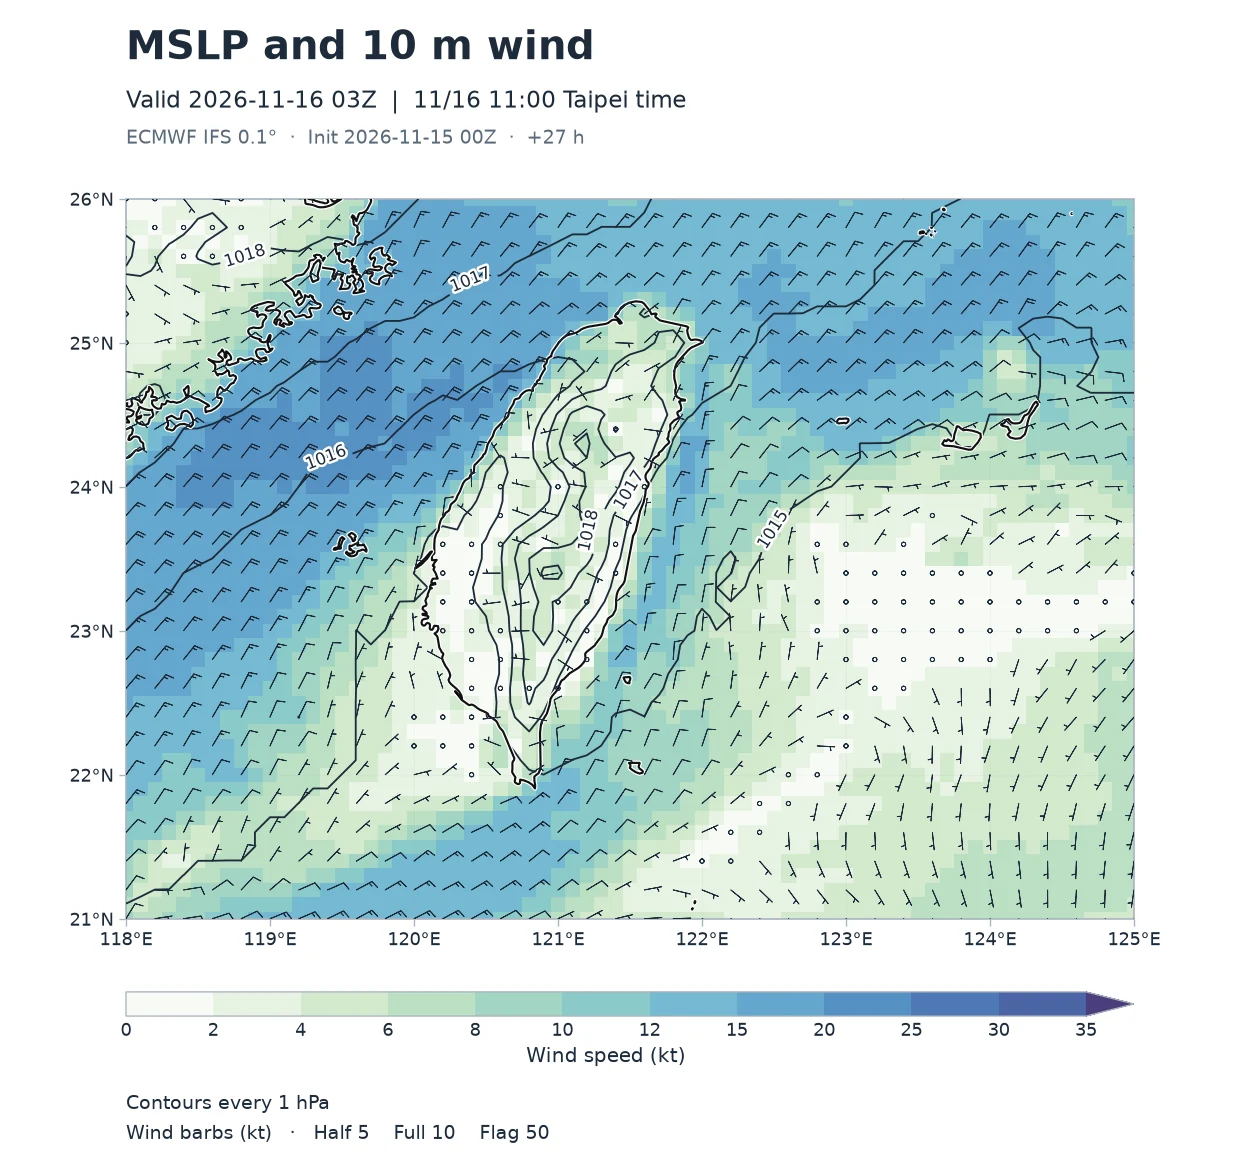 MSLP and 10 m wind
Valid 2026-11-16 03Z | 11/16 11:00 Taipei time
ECMWF IFS 0.1° · Init 2026-11-15 00Z · +27 h
26°N
25°N
24°N
23°N
22°N
21°N
1018
1017
1016
1017
1018
1015
118°E 119°E 120°E 121°E 122°E 123°E 124°E 125°E
0 2 4 6 8 10 12 15 20 25 30 35
Wind speed (kt)
Contours every 1 hPa
Wind barbs (kt) · Half 5 Full 10 Flag 50